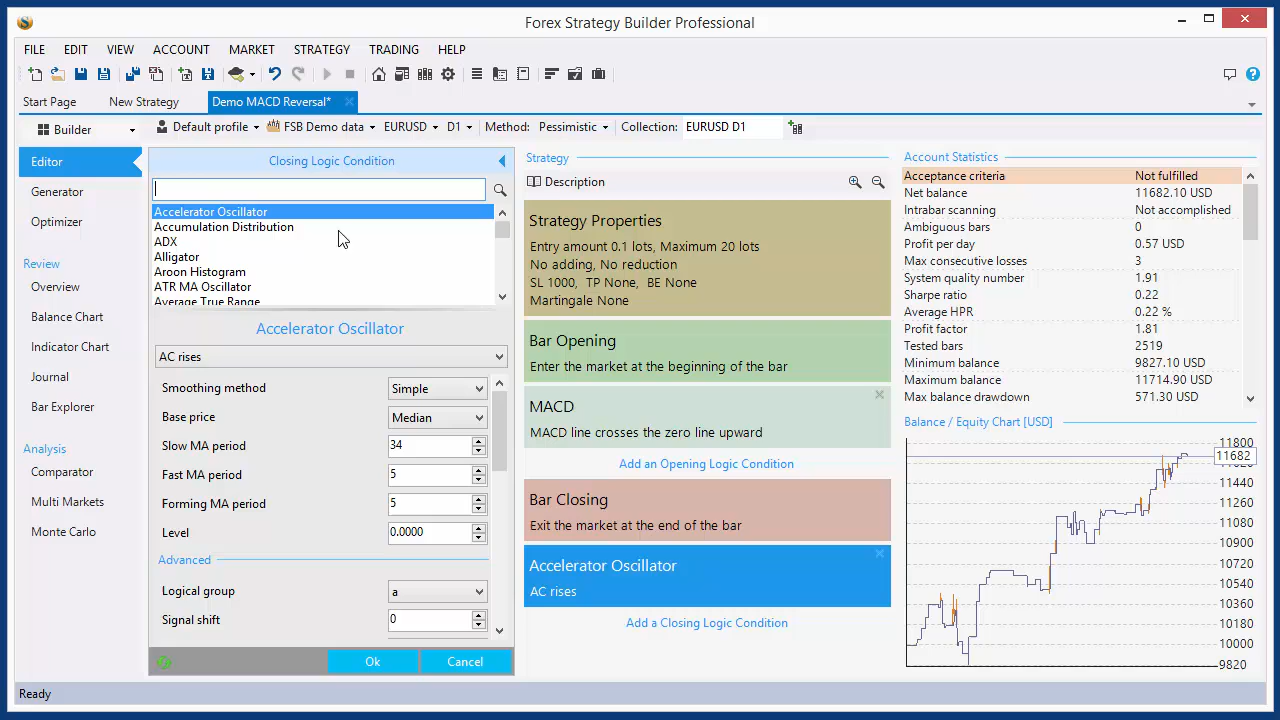 Forex Strategy Builder Professional
FILE EDIT VIEW ACCOUNT MARKET STRATEGY TRADING HELP
Start Page New Strategy Demo MACD Reversal*
Builder Default profile FSB Demo data EURUSD D1 Method: Pessimistic Collection: EURUSD D1
Editor
Generator
Optimizer
Review
Overview
Balance Chart
Indicator Chart
Journal
Bar Explorer
Analysis
Comparator
Multi Markets
Monte Carlo
Closing Logic Condition
Accelerator Oscillator
Accumulation Distribution
ADX
Alligator
Aroon Histogram
ATR MA Oscillator
Average True Range
Accelerator Oscillator
AC rises
Smoothing method Simple
Base price Median
Slow MA period 34
Fast MA period 5
Forming MA period 5
Level 0.0000
Advanced
Logical group a
Signal shift 0
Ok Cancel
Strategy
Description
Strategy Properties
Entry amount 0.1 lots, Maximum 20 lots
No adding, No reduction
SL 1000, TP None, BE None
Martingale None
Bar Opening
Enter the market at the beginning of the bar
MACD
MACD line crosses the zero line upward
Add an Opening Logic Condition
Bar Closing
Exit the market at the end of the bar
Accelerator Oscillator
AC rises
Add a Closing Logic Condition
Account Statistics
Acceptance criteria Not fulfilled
Net balance 11682.10 USD
Intrabar scanning Not accomplished
Ambiguous bars 0
Profit per day 0.57 USD
Max consecutive losses 3
System quality number 1.91
Sharpe ratio 0.22
Average HPR 0.22 %
Profit factor 1.81
Tested bars 2519
Minimum balance 9827.10 USD
Maximum balance 11714.90 USD
Max balance drawdown 571.30 USD
Balance / Equity Chart [USD]
11800
11682
11440
11260
11080
10900
10720
10540
10360
10180
10000
9820
Ready